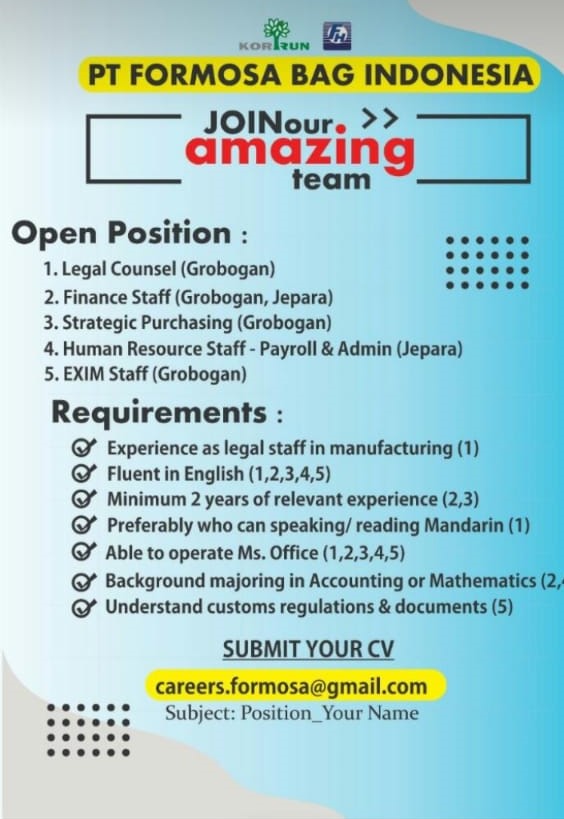 KORRUN
FH
PT FORMOSA BAG INDONESIA
JOINour >>
amazing
team
Open Position :
1. Legal Counsel (Grobogan)
2. Finance Staff (Grobogan, Jepara)
3. Strategic Purchasing (Grobogan)
4. Human Resource Staff - Payroll & Admin (Jepara)
5. EXIM Staff (Grobogan)
Requirements :
Experience as legal staff in manufacturing (1)
Fluent in English (1,2,3,4,5)
Minimum 2 years of relevant experience (2,3)
Preferably who can speaking/ reading Mandarin (1)
Able to operate Ms. Office (1,2,3,4,5)
Background majoring in Accounting or Mathematics (2,4
Understand customs regulations & documents (5)
SUBMIT YOUR CV
careers.formosa@gmail.com
Subject: Position_Your Name